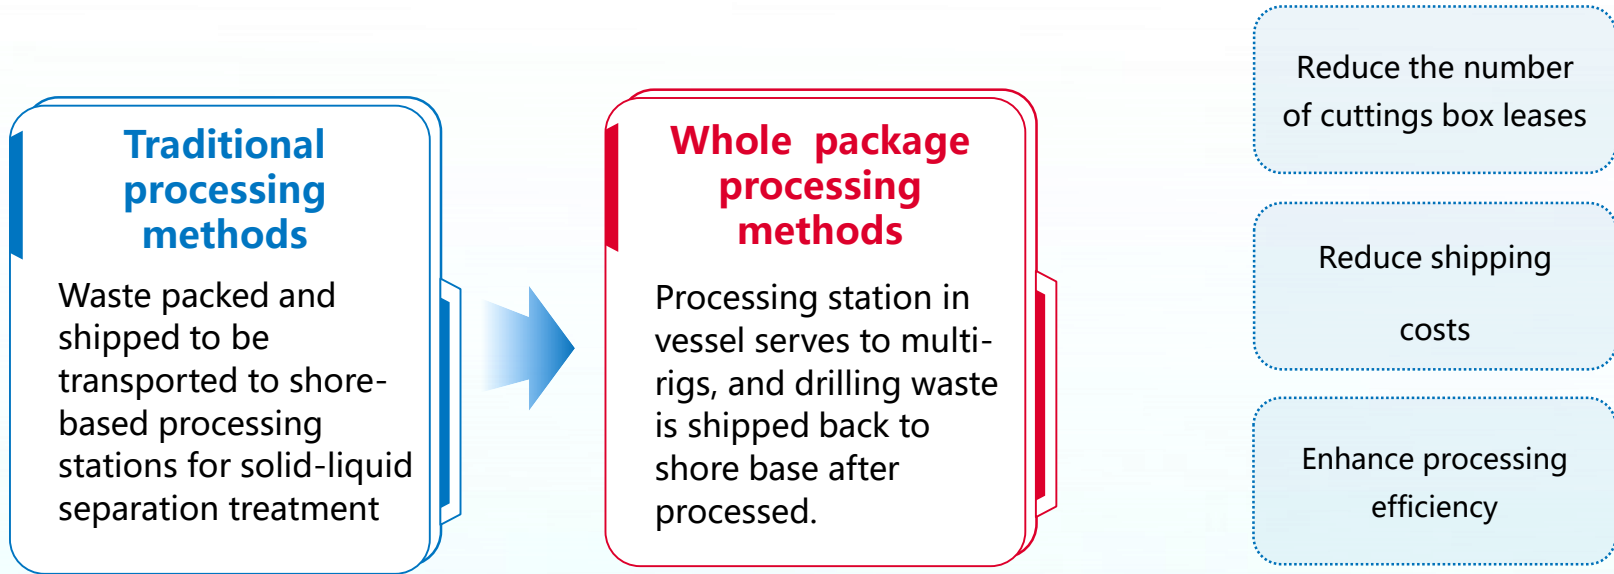 Traditional
processing
methods
Waste packed and
shipped to be
transported to shore-
based processing
stations for solid-liquid
separation treatment
Whole package
processing
methods
Processing station in
vessel serves to multi-
rigs, and drilling waste
is shipped back to
shore base after
processed.
Reduce the number
of cuttings box leases
Reduce shipping
costs
Enhance processing
efficiency